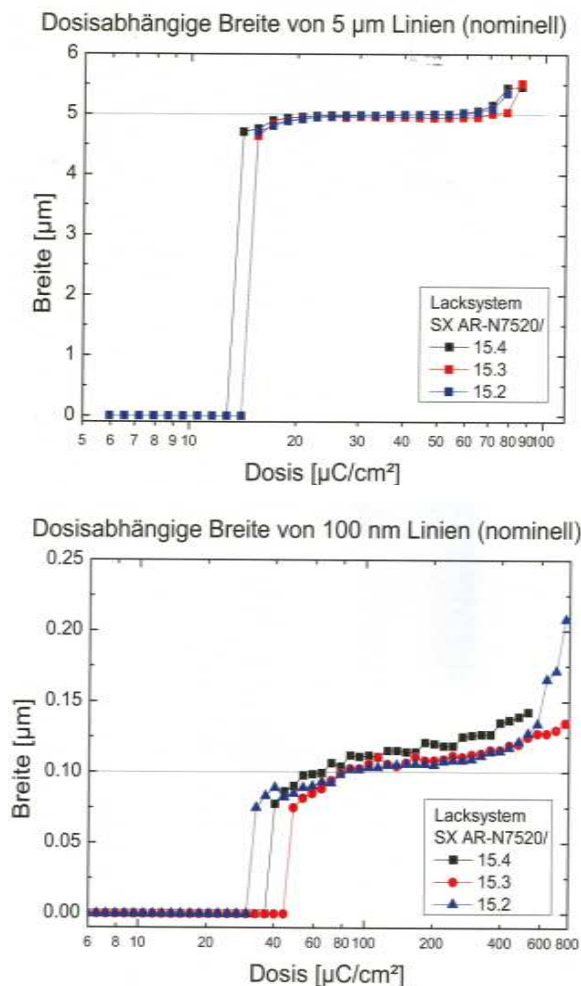 Dosisabhängige Breite von 5 µm Linien (nominell)
6
5
4
3
2
1
0
Breite [µm]
Lacksystem
SX AR-N7520/
15.4
15.3
15.2
5 6 7 8 9 10 20 30 40 50 60 70 80 90 100
Dosis [µC/cm²]
Dosisabhängige Breite von 100 nm Linien (nominell)
0.25
0.20
0.15
0.10
0.05
0.00
Breite [µm]
Lacksystem
SX AR-N7520/
15.4
15.3
15.2
6 8 10 20 40 60 80 100 200 400 600 800
Dosis [µC/cm²]